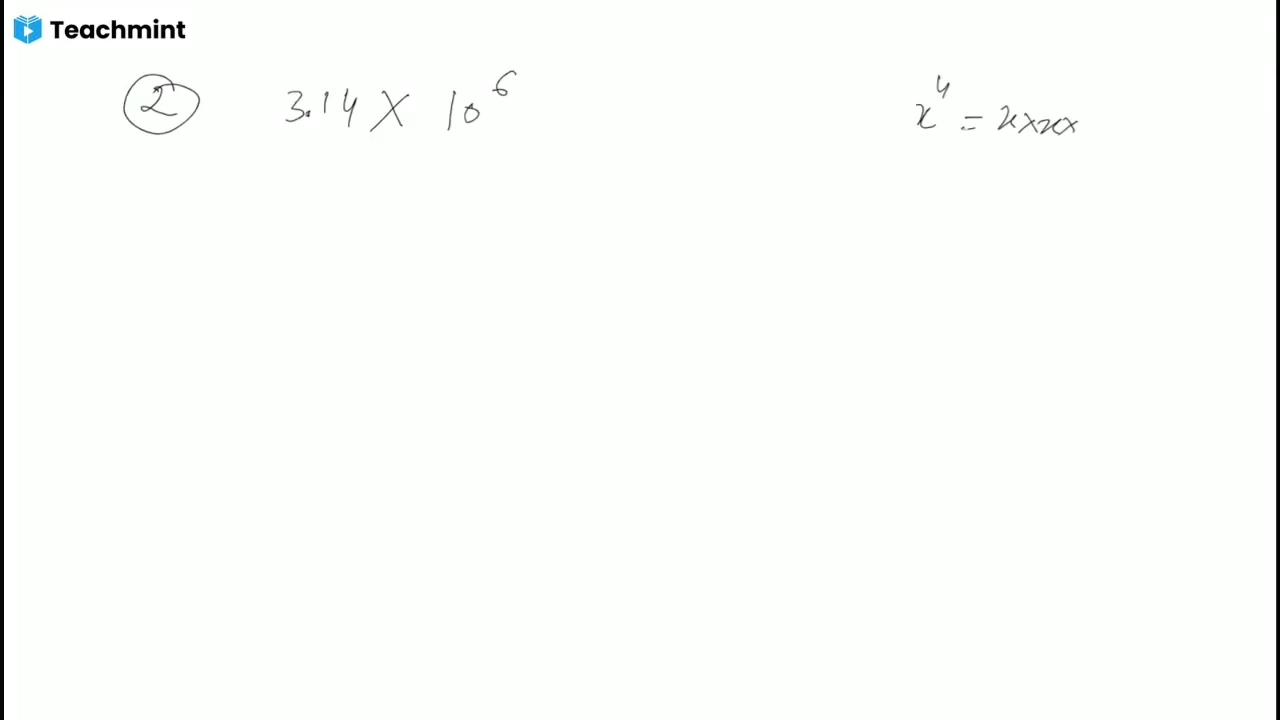 Teachmint
2 3.14 × 10⁶ x⁴ = x×x×